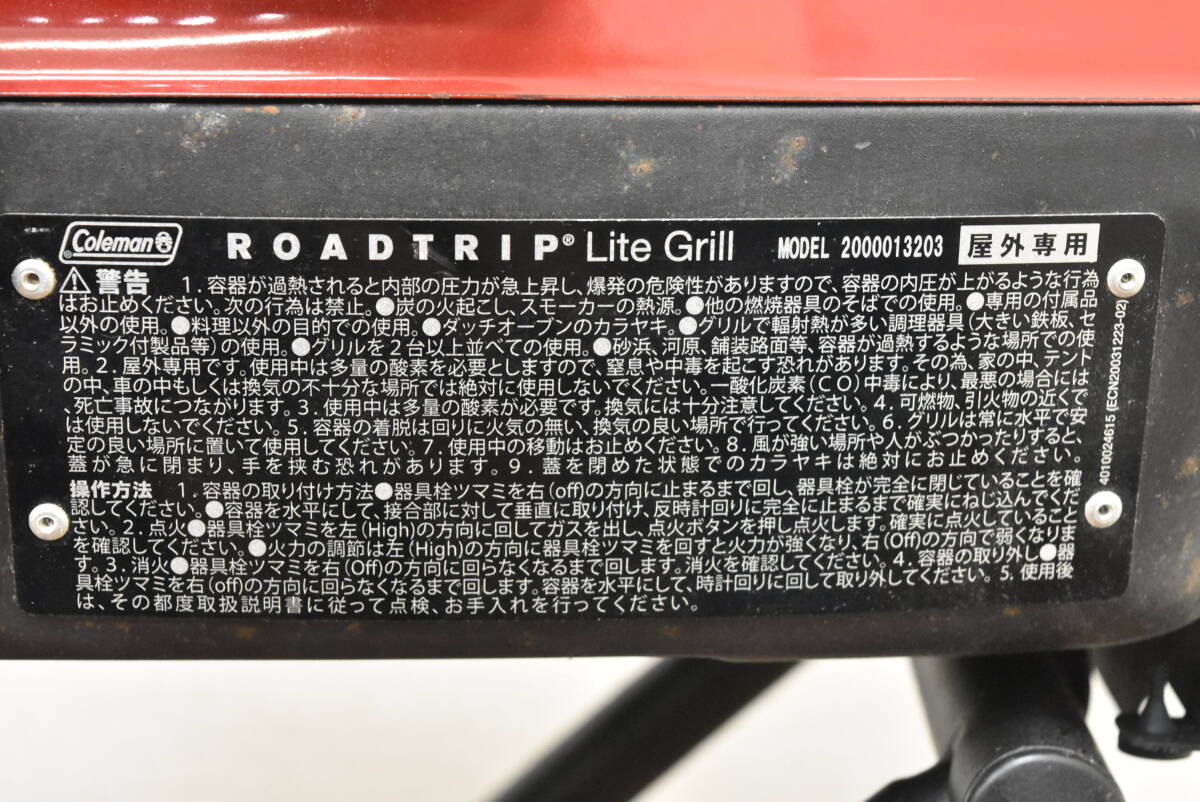 Coleman ® ROADTRIP® Lite Grill MODEL 2000013203 屋外専用
⚠警告 1.容器が過熱されると内部の圧力が急上昇し、爆発の危険性がありますので、容器の内圧が上がるような行為
はお止めください。次の行為は禁止。●炭の火起こし、スモーカーの熱源。●他の燃焼器具のそばでの使用。●専用の付属品
以外の使用。●料理以外の目的での使用。●ダッチオーブンのカラヤキ。●グリルで輻射熱が多い調理器具(大きい鉄板、セ
ラミック付製品等)の使用。●グリルを2台以上並べての使用。●砂浜、河原、舗装路面等、容器が過熱するような場所での使
用。2.屋外専用です。使用中は多量の酸素を必要としますので、窒息や中毒を起こす恐れがあります。その為、家の中、テント
の中、車の中もしくは換気の不十分な場所では絶対に使用しないでください。一酸化炭素(CO)中毒により、最悪の場合には
、死亡事故につながります。3.使用中は多量の酸素が必要です。換気には十分注意してください。4.可燃物、引火物の近くで
は使用しないでください。5.容器の着脱は回りに火気の無い、換気の良い場所で行ってください。6.グリルは常に水平で安
定の良い場所に置いて使用してください。7.使用中の移動はお止めください。8.風が強い場所や人がぶつかったりすると、
蓋が急に閉まり、手を挟む恐れがあります。9.蓋を閉めた状態でのカラヤキは絶対にお止めください。
操作方法 1.容器の取り付け方法●器具栓ツマミを右(off)の方向に止まるまで回し、器具栓が完全に閉じていることを確
認してください。●容器を水平にして、接合部に対して垂直に取り付け、反時計回りに完全に止まるまで確実にねじ込んでくだ
さい。2.点火●器具栓ツマミを左(High)の方向に回してガスを出し、点火ボタンを押し点火します。確実に点火していること
を確認してください。●火力の調節は左(High)の方向に器具栓ツマミを回すと火力が強くなり、右(Off)の方向で弱くなりま
す。3.消火●器具栓ツマミを右(Off)の方向に回らなくなるまで回します。消火を確認してください。4.容器の取り外し●器
具栓ツマミを右(off)の方向に回らなくなるまで回します。容器を水平にして、時計回りに回して取り外してください。5.使用後
は、その都度取扱説明書に従って点検、お手入れを行ってください。
4010024615 (ECN20031223-02)